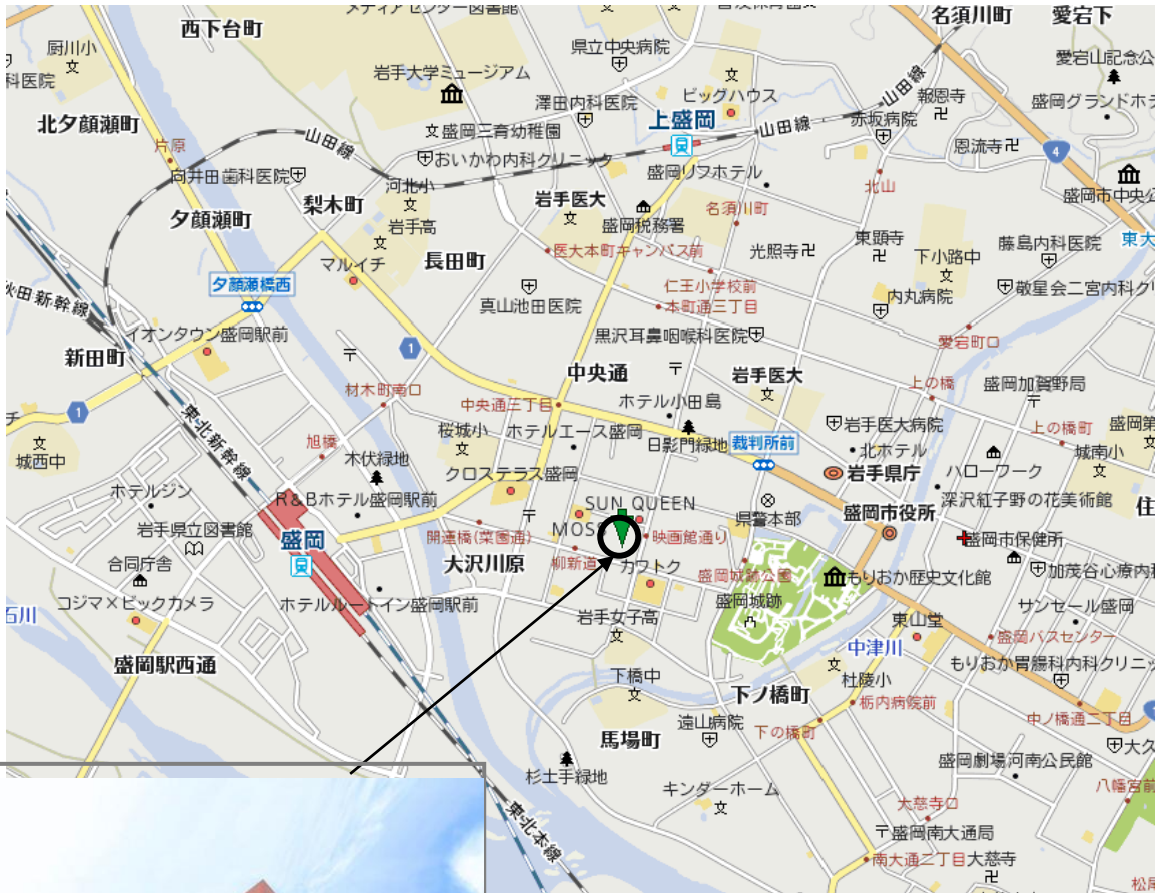 メディアセンター図書館
西下台町
名須川町
愛宕下
厨川小
県立中央病院
科医院
岩手大学ミュージアム
愛宕山記念公
澤田内科医院
ビッグハウス
山田線
報恩寺
盛岡グランドホテ
北夕顔瀬町
盛岡三育幼稚園
上盛岡
山田線
赤坂病院
片原
山田線
おいかわ内科クリニック
恩流寺
4
向井田歯科医院
河北小
盛岡リフホテル
北山
盛岡市中央公
夕顔瀬町
梨木町
岩手高
岩手医大
盛岡税務署
名須川町
東顕寺
藤島内科医院
東大
長田町
医大本町キャンパス前
光照寺
下小路中
マルイチ
夕顔瀬橋西
仁王小学校前
内丸病院
敬星会二宮内科クリ
秋田新幹線
真山池田医院
本町通三丁目
イオンタウン盛岡駅前
黒沢耳鼻咽喉科医院
愛宕町口
新田町
1
中央通
岩手医大
上の橋
盛岡加賀野局
材木町南口
中央通三丁目
ホテル小田島
1
東北新幹線
旭橋
桜城小
ホテルエース盛岡
日影門緑地
裁判所前
岩手医大病院
上の橋町
盛岡第
城西中
木伏緑地
クロステラス盛岡
北ホテル
岩手県庁
ハローワーク
城南小
ホテルジン
R&Bホテル盛岡駅前
SUN QUEEN
県警本部
盛岡市役所
深沢紅子野の花美術館
住
岩手県立図書館
盛岡
開運橋(菜園通)
MOSS
映画館通り
盛岡市保健所
合同庁舎
大沢川原
柳新道
カワトク
盛岡城跡公園
もりおか歴史文化館
加茂谷心療内科
コジマ×ビックカメラ
ホテルルートイン盛岡駅前
盛岡城跡
サンセール盛岡
石川
岩手女子高
東山堂
盛岡バスセンター
盛岡駅西通
中津川
もりおか胃腸科内科クリニッ
下橋中
下ノ橋町
杜陵小
遠山病院
栃内病院前
中ノ橋通二丁目
馬場町
下の橋町
大久
杉土手緑地
盛岡劇場河南公民館
キンダーホーム
八幡宮前
大慈寺口
東北本線
盛岡南大通局
南大通二丁目
大慈寺
松尾